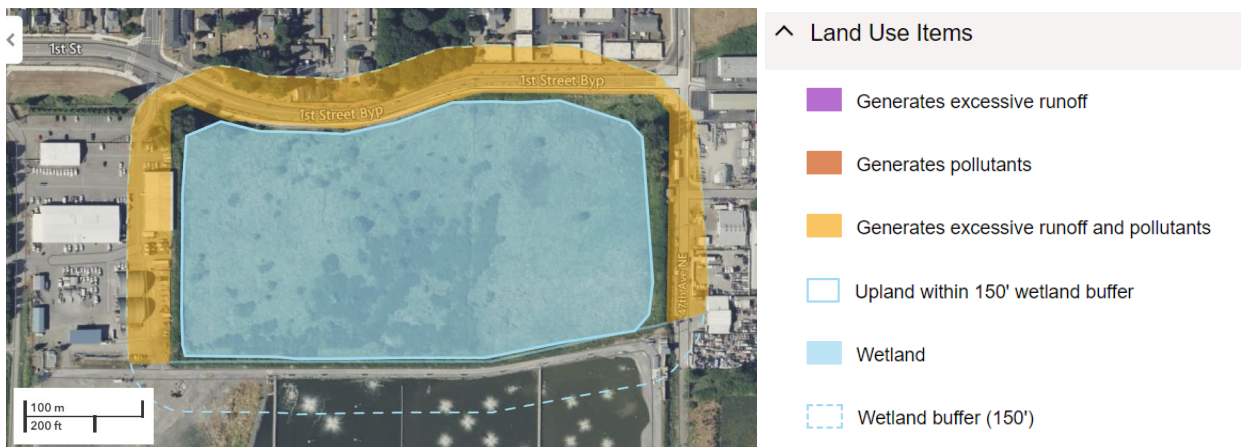 1st St
1st Street Byp
1st Street Byp
47th Ave NE
100 m
200 ft
Land Use Items
Generates excessive runoff
Generates pollutants
Generates excessive runoff and pollutants
Upland within 150' wetland buffer
Wetland
Wetland buffer (150')